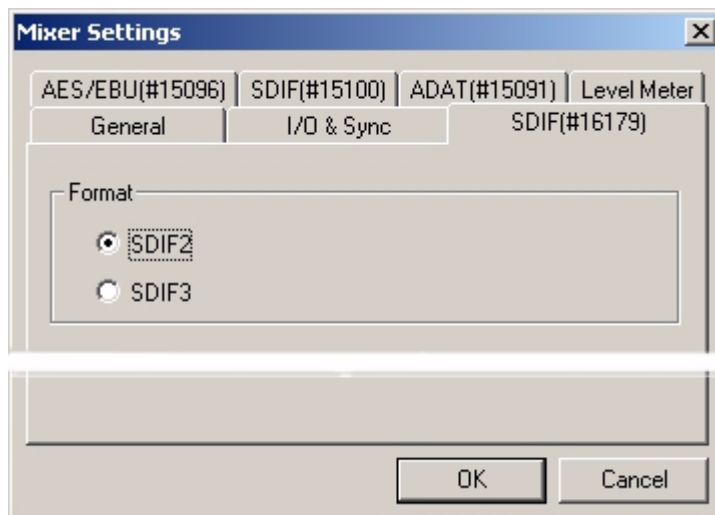 Mixer Settings
AES/EBU(#15096) SDIF(#15100) ADAT(#15091) Level Meter
General I/O & Sync SDIF(#16179)
Format
SDIF2
SDIF3
OK Cancel